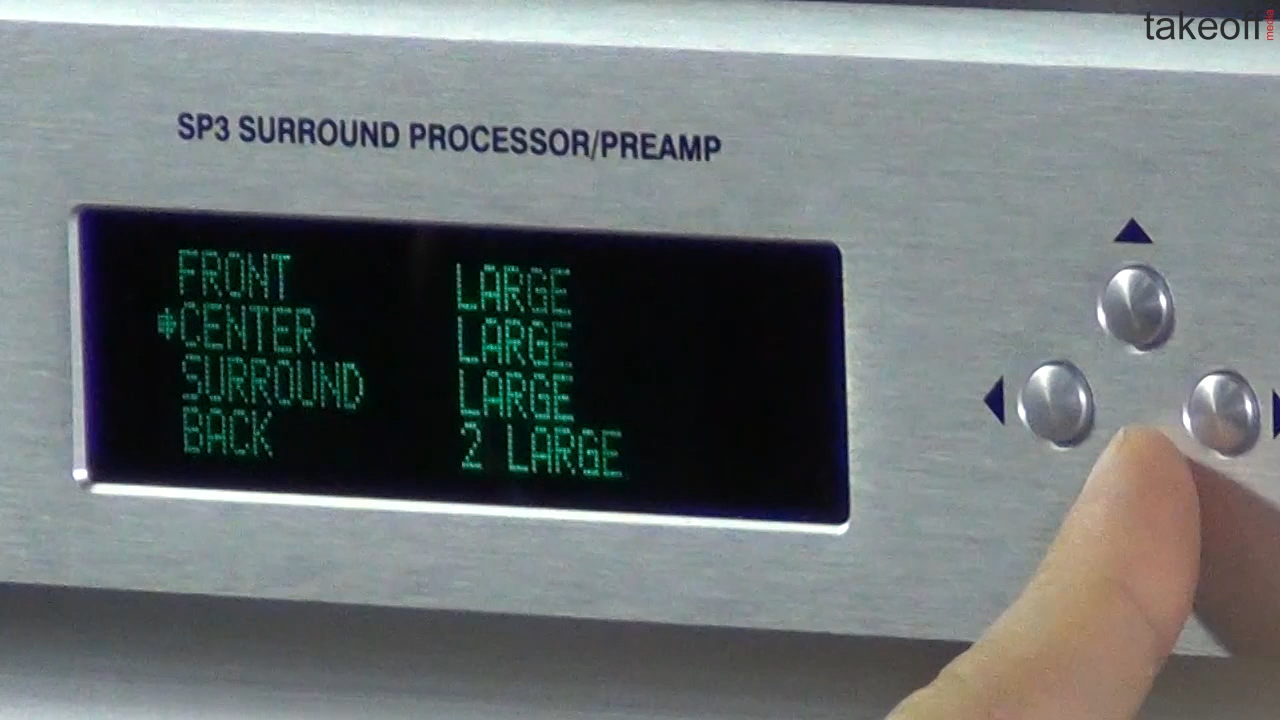 takeoff
media
SP3 SURROUND PROCESSOR/PREAMP
FRONT LARGE
CENTER LARGE
SURROUND LARGE
BACK 2 LARGE